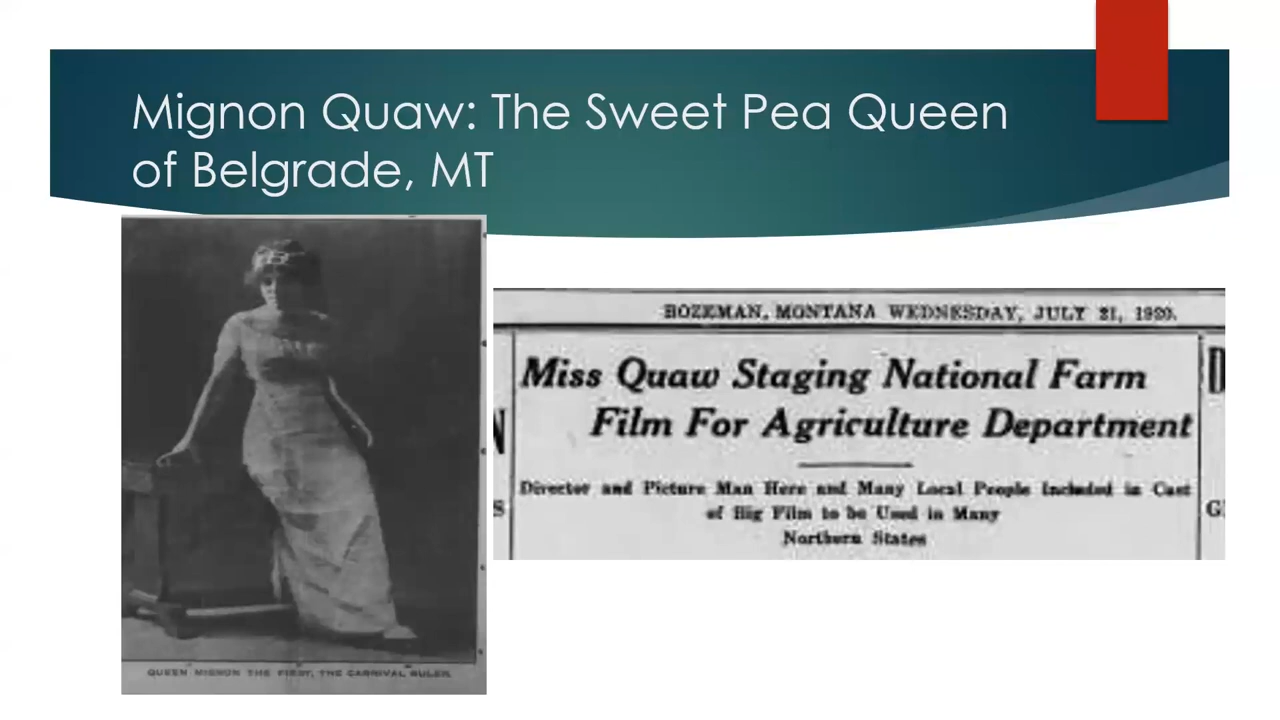 Mignon Quaw: The Sweet Pea Queen
of Belgrade, MT
BOZEMAN, MONTANA WEDNESDAY, JULY 21, 1920.
Miss Quaw Staging National Farm
Film For Agriculture Department
Director and Picture Man Here and Many Local People Included in Cast
of Big Film to be Used in Many
Northern States
QUEEN MIGNON THE FIRST, THE CARNIVAL RULER.